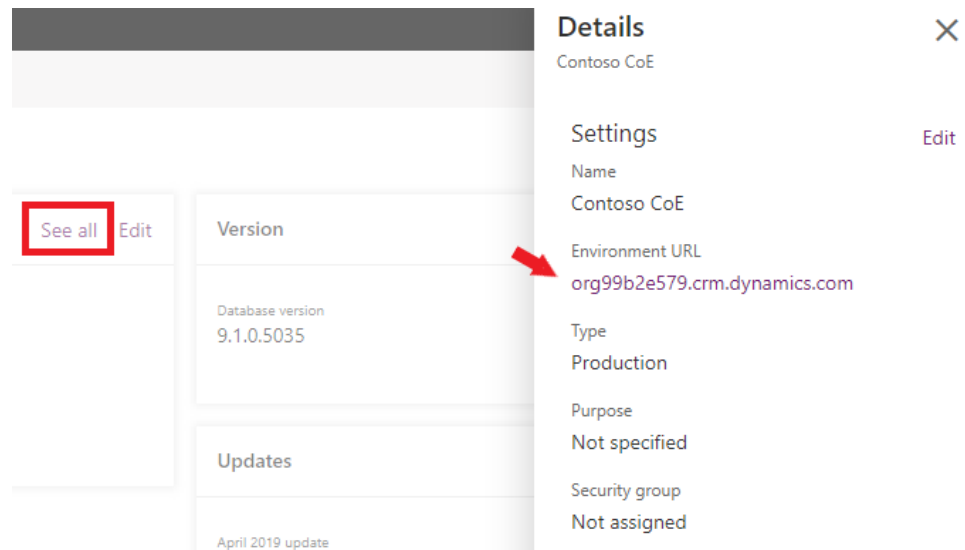 See all Edit
Version
Database version
9.1.0.5035
Updates
April 2019 update
Details
Contoso CoE
Settings
Edit
Name
Contoso CoE
Environment URL
org99b2e579.crm.dynamics.com
Type
Production
Purpose
Not specified
Security group
Not assigned